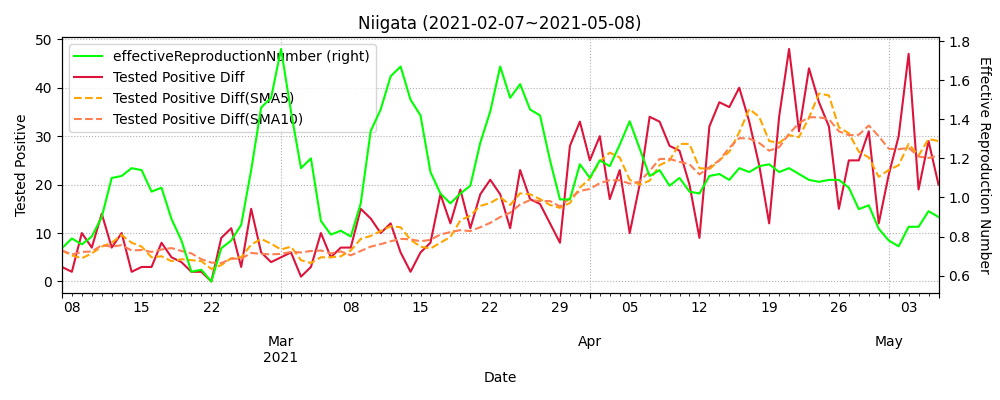 Niigata (2021-02-07~2021-05-08)
effectiveReproductionNumber (right)
Tested Positive Diff
Tested Positive Diff(SMA5)
Tested Positive Diff(SMA10)
Tested Positive
50
40
30
20
10
0
1.8
1.6
1.4
1.2
1.0
0.8
0.6
Effective Reproduction Number
08 15 22 08 15 22 29 05 12 19 26 03
Mar Apr May
2021
Date